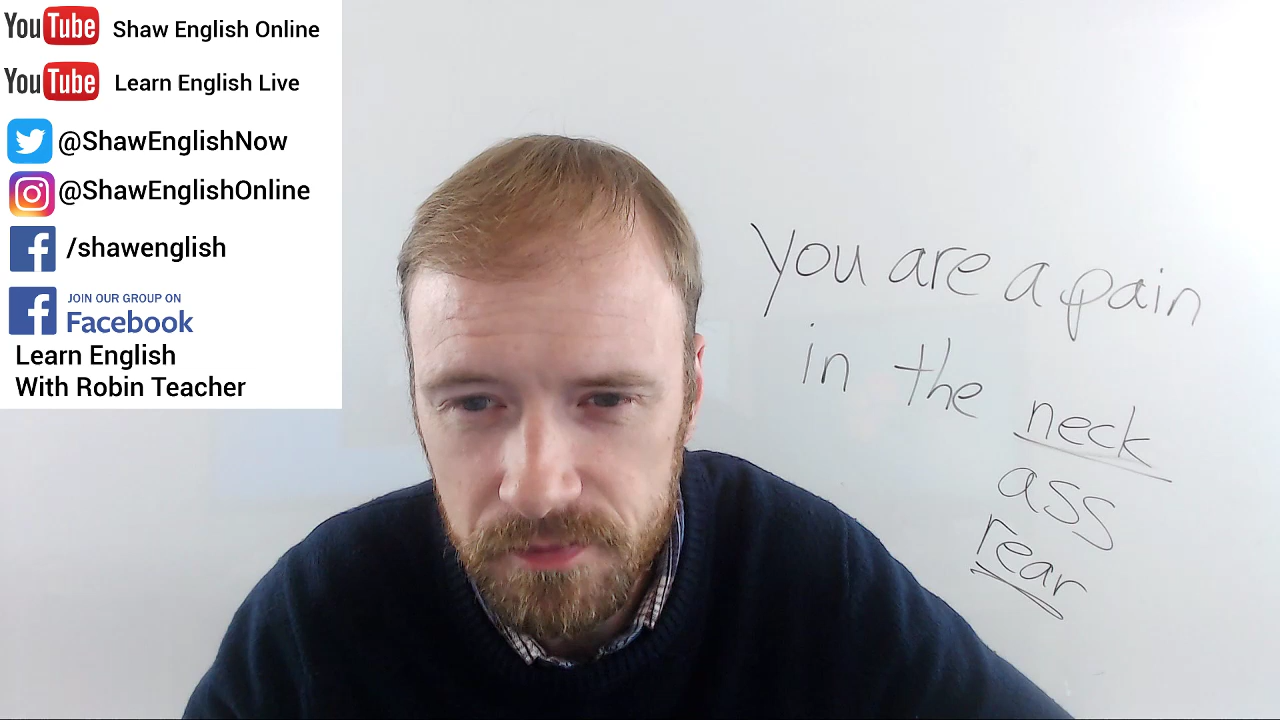 YouTube Shaw English Online
YouTube Learn English Live
@ShawEnglishNow
@ShawEnglishOnline
/shawenglish
JOIN OUR GROUP ON
Facebook
Learn English
With Robin Teacher
you are a pain
in the neck
ass
rear